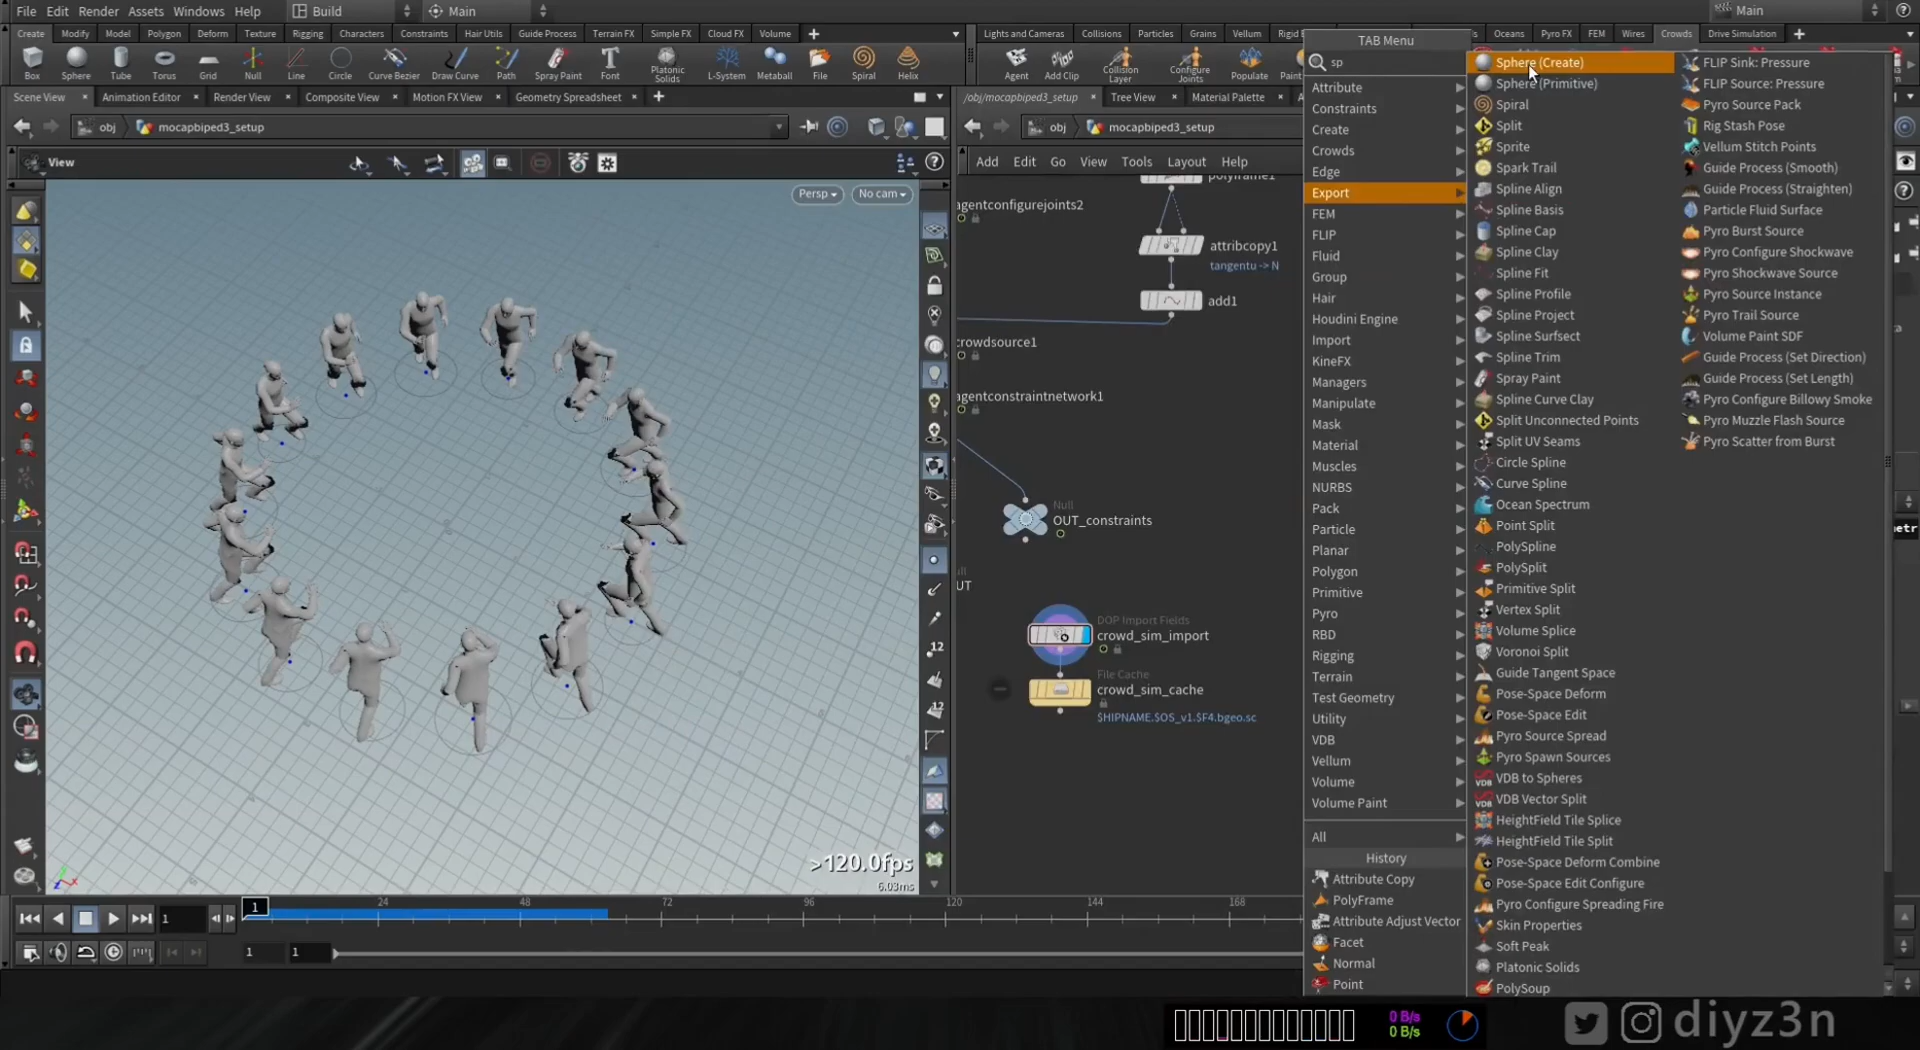 File Edit Render Assets Windows Help Build Main Main
Create Modify Model Polygon Deform Texture Rigging Characters Constraints Hair Utils Guide Process Terrain FX Simple FX Cloud FX Volume
Lights and Cameras Collisions Particles Grains Vellum Rigid B
Oceans Pyro FX FEM Wires Crowds Drive Simulation
Box Sphere Tube Torus Grid Null Line Circle Curve Bezier Draw Curve Path Spray Paint Font Platonic Solids L-System Metaball File Spiral Helix
Agent Add Clip Collision Layer Configure Joints Populate Paint
Scene View Animation Editor Render View Composite View Motion FX View Geometry Spreadsheet
/obj/mocapbiped3_setup Tree View Material Palette A
obj mocapbiped3_setup
obj mocapbiped3_setup
View
Add Edit Go View Tools Layout Help
Persp No cam
polyframe1
agentconfigurejoints2
attribcopy1
tangentu -> N
add1
crowdsource1
agentconstraintnetwork1
Null
OUT_constraints
UT
DOP Import Fields
crowd_sim_import
File Cache
crowd_sim_cache
$HIPNAME.$OS_v1.$F4.bgeo.sc
TAB Menu
sp
Attribute
Constraints
Create
Crowds
Edge
Export
FEM
FLIP
Fluid
Group
Hair
Houdini Engine
Import
KineFX
Managers
Manipulate
Mask
Material
Muscles
NURBS
Pack
Particle
Planar
Polygon
Primitive
Pyro
RBD
Rigging
Terrain
Test Geometry
Utility
VDB
Vellum
Volume
Volume Paint
All
History
Attribute Copy
PolyFrame
Attribute Adjust Vector
Facet
Normal
Point
Sphere (Create)
Sphere (Primitive)
Spiral
Split
Sprite
Spark Trail
Spline Align
Spline Basis
Spline Cap
Spline Clay
Spline Fit
Spline Profile
Spline Project
Spline Surfsect
Spline Trim
Spray Paint
Spline Curve Clay
Split Unconnected Points
Split UV Seams
Circle Spline
Curve Spline
Ocean Spectrum
Point Split
PolySpline
PolySplit
Primitive Split
Vertex Split
Volume Splice
Voronoi Split
Guide Tangent Space
Pose-Space Deform
Pose-Space Edit
Pyro Source Spread
Pyro Spawn Sources
VDB to Spheres
VDB Vector Split
HeightField Tile Splice
HeightField Tile Split
Pose-Space Deform Combine
Pose-Space Edit Configure
Pyro Configure Spreading Fire
Skin Properties
Soft Peak
Platonic Solids
PolySoup
FLIP Sink: Pressure
FLIP Source: Pressure
Pyro Source Pack
Rig Stash Pose
Vellum Stitch Points
Guide Process (Smooth)
Guide Process (Straighten)
Particle Fluid Surface
Pyro Burst Source
Pyro Configure Shockwave
Pyro Shockwave Source
Pyro Source Instance
Pyro Trail Source
Volume Paint SDF
Guide Process (Set Direction)
Guide Process (Set Length)
Pyro Configure Billowy Smoke
Pyro Muzzle Flash Source
Pyro Scatter from Burst
etr
12
12
>120.0fps
6.03ms
1 1 24 48 72 96 120 144 168
1 1
0 B/s
0 B/s
diyz3n